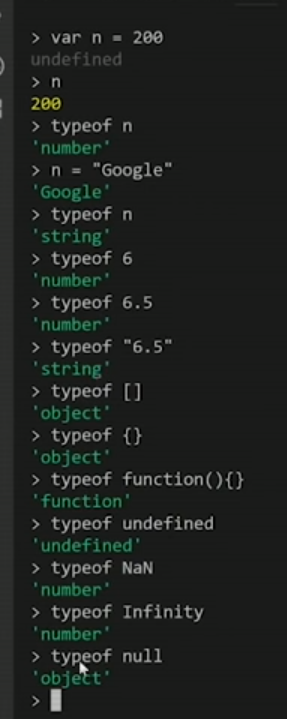 > var n = 200
undefined
> n
200
> typeof n
'number'
> n = "Google"
'Google'
> typeof n
'string'
> typeof 6
'number'
> typeof 6.5
'number'
> typeof "6.5"
'string'
> typeof []
'object'
> typeof {}
'object'
> typeof function(){}
'function'
> typeof undefined
'undefined'
> typeof NaN
'number'
> typeof Infinity
'number'
> typeof null
'object'
>